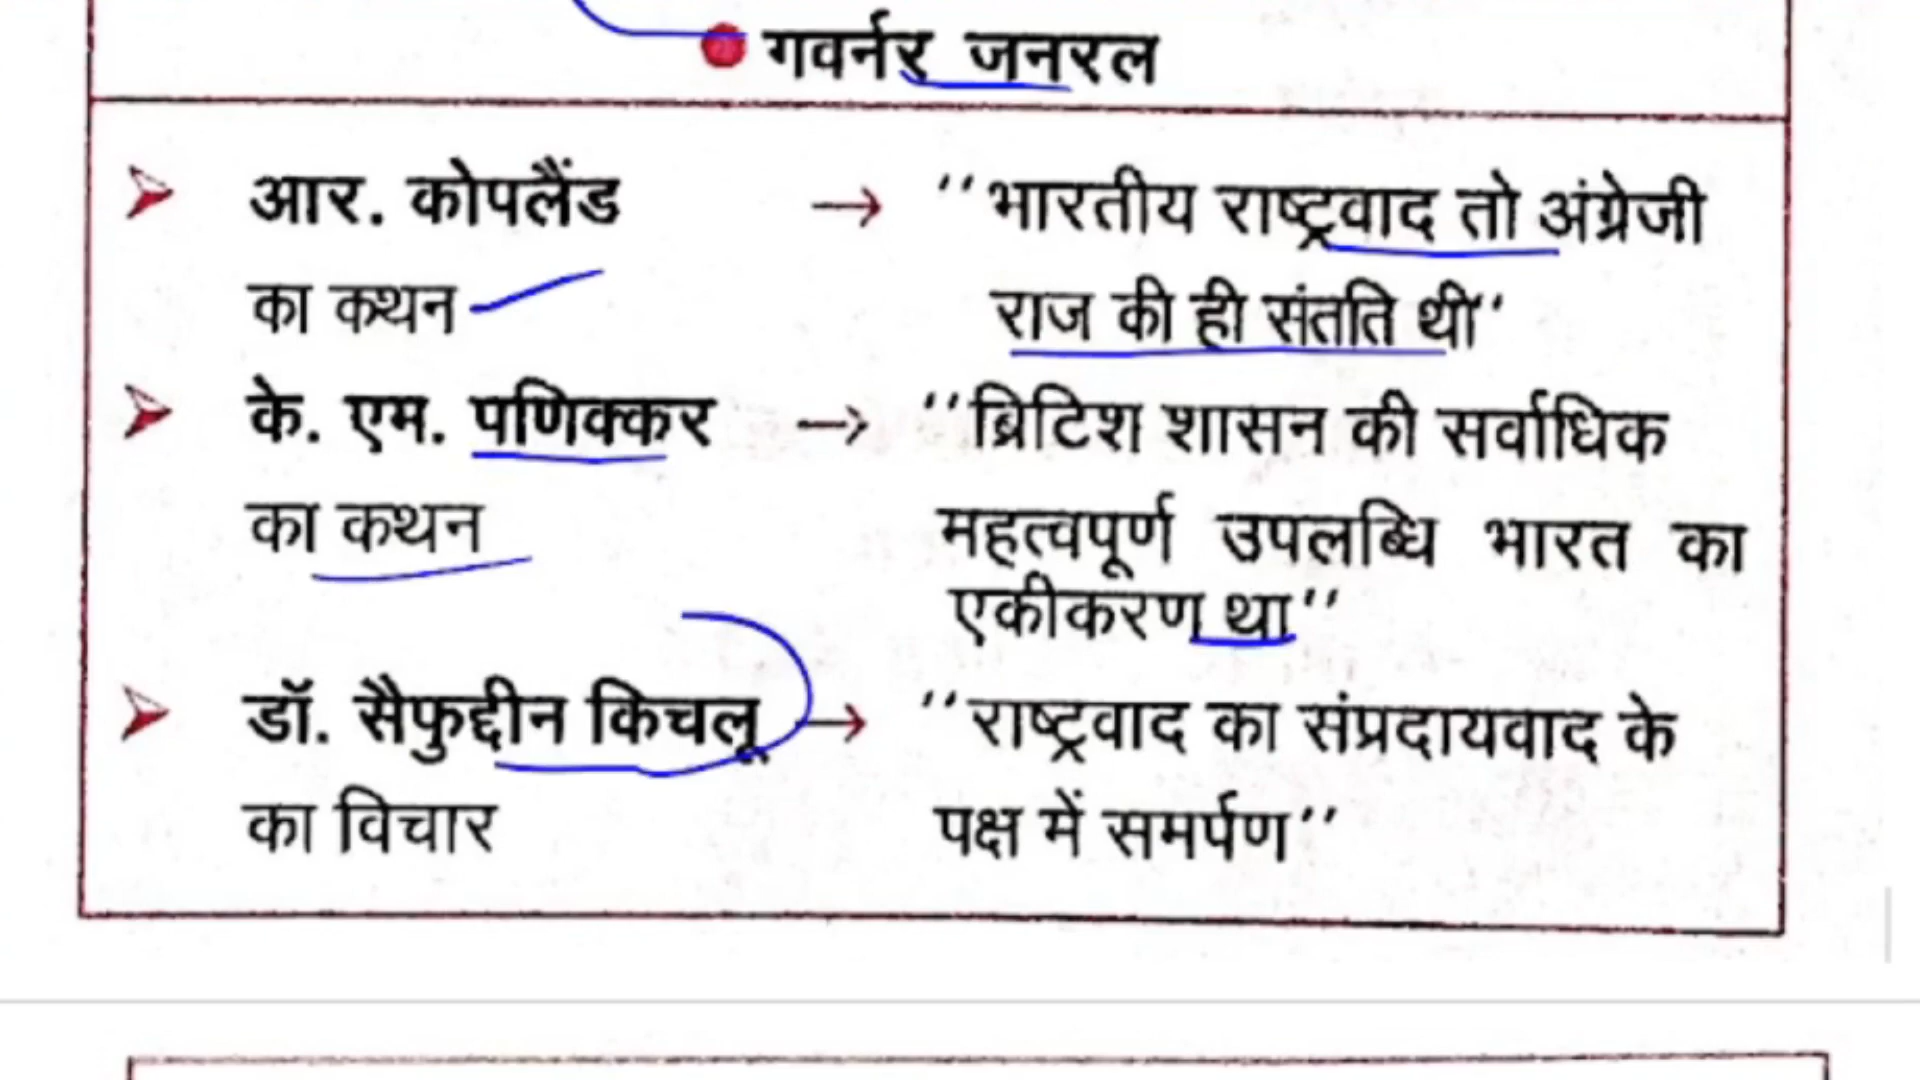 गवर्नर जनरल
आर. कोपलैंड → ‘‘भारतीय राष्ट्रवाद तो अंग्रेजी
का कथन राज की ही संतति थी’’
के. एम. पणिक्कर → ‘‘ब्रिटिश शासन की सर्वाधिक
का कथन महत्वपूर्ण उपलब्धि भारत का
एकीकरण था’’
डॉ. सैफुद्दीन किचलू → ‘‘राष्ट्रवाद का संप्रदायवाद के
का विचार पक्ष में समर्पण’’